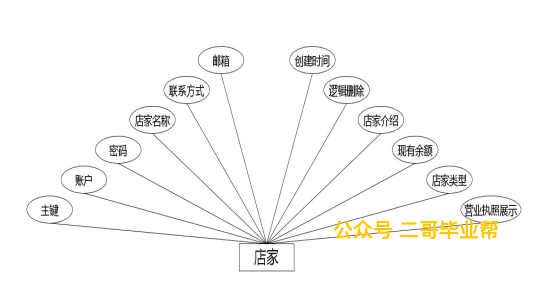 邮箱
创建时间
联系方式
逻辑删除
店家名称
店家介绍
密码
现有余额
账户
店家类型
主键
营业执照展示
公众号 二哥毕业帮
店家